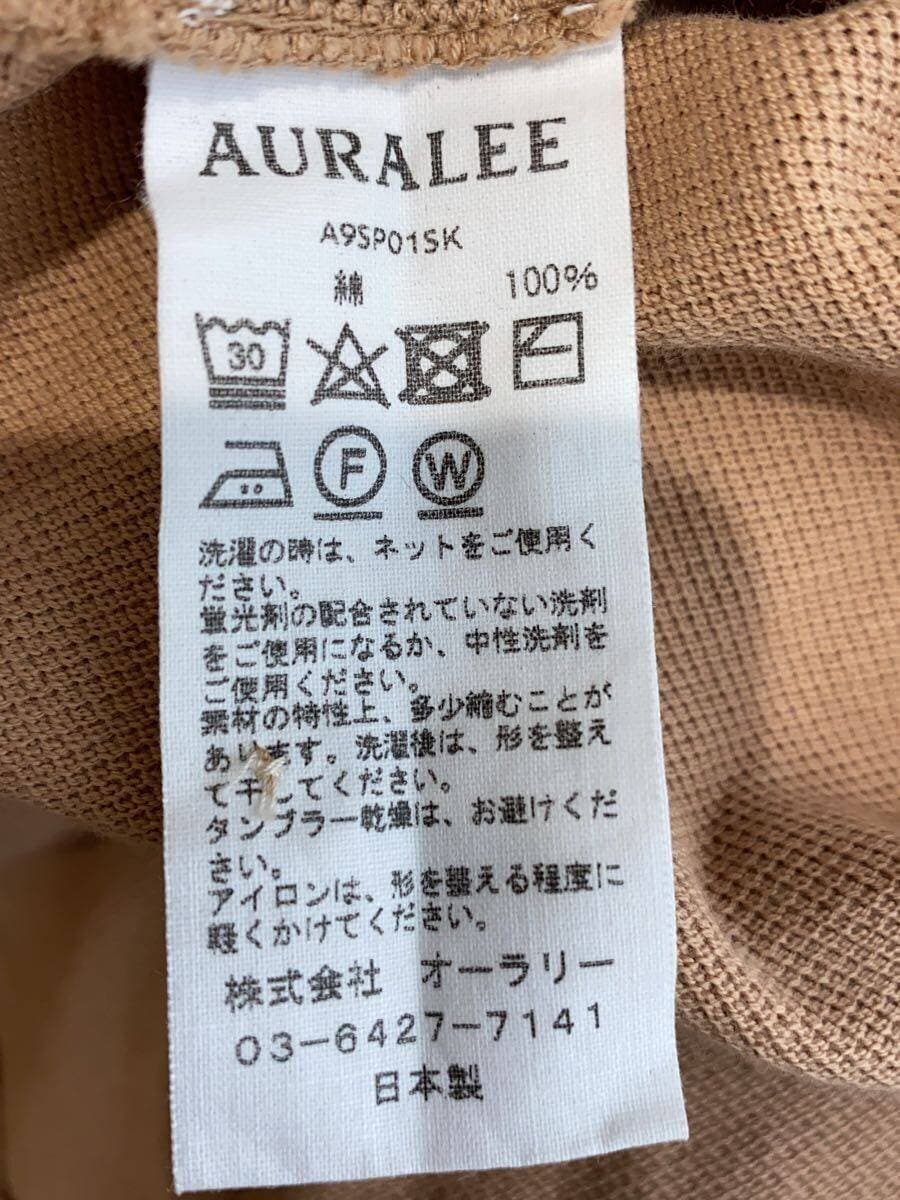 AURALEE
A9SP01SK
綿 100%
30
F W
洗濯の時は、ネットをご使用く
ださい。
蛍光剤の配合されていない洗剤
をご使用になるか、中性洗剤を
ご使用ください。
素材の特性上、多少縮むことが
あります。洗濯後は、形を整え
て干してください。
タンブラー乾燥は、お避けくだ
さい。
アイロンは、形を整える程度に
軽くかけてください。
株式会社 オーラリー
03-6427-7141
日本製